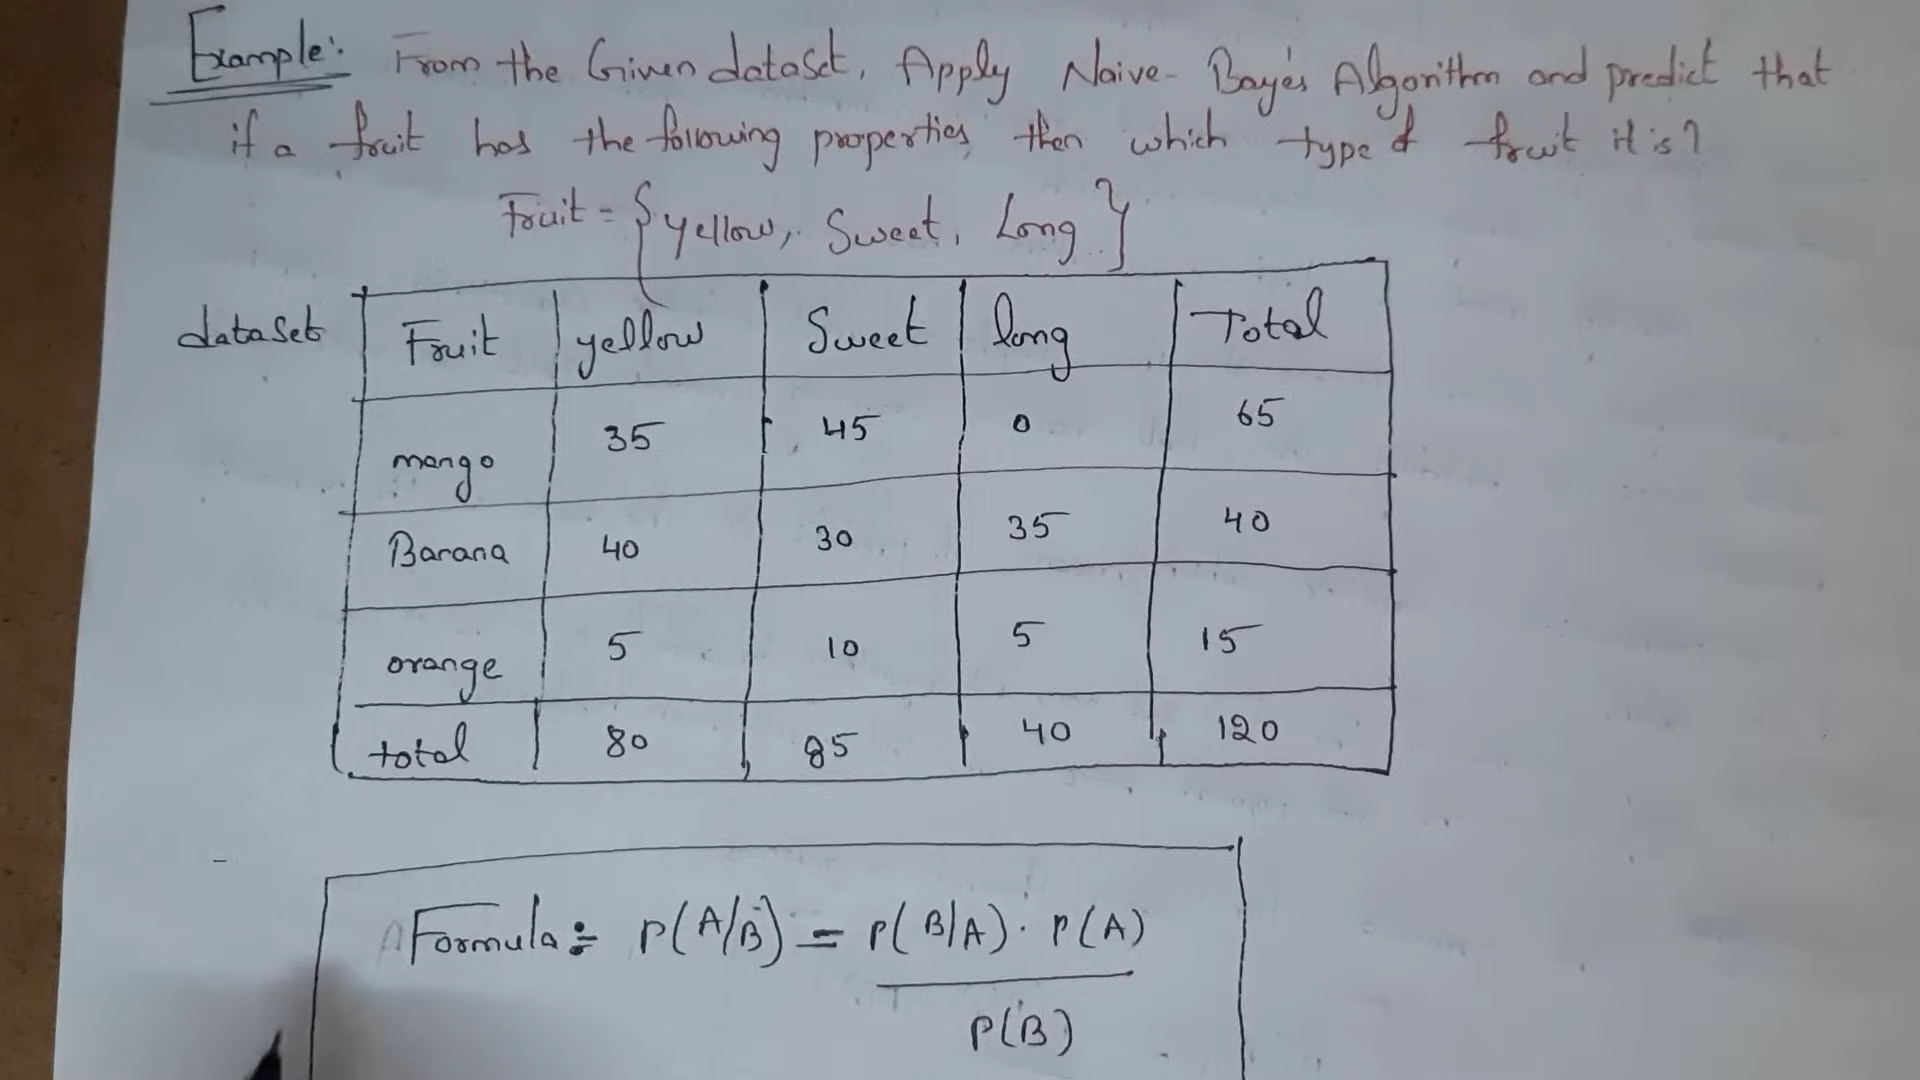 Example:- From the Given dataset, Apply Naive-Baye's Algorithm and predict that
if a fruit has the following properties then which type of fruit it is?
Fruit = {yellow, Sweet, Long}
dataset Fruit yellow Sweet long Total
mango 35 45 0 65
Banana 40 30 35 40
orange 5 10 5 15
total 80 85 40 120
Formula:- P(A/B) = P(B/A) . P(A)
P(B)